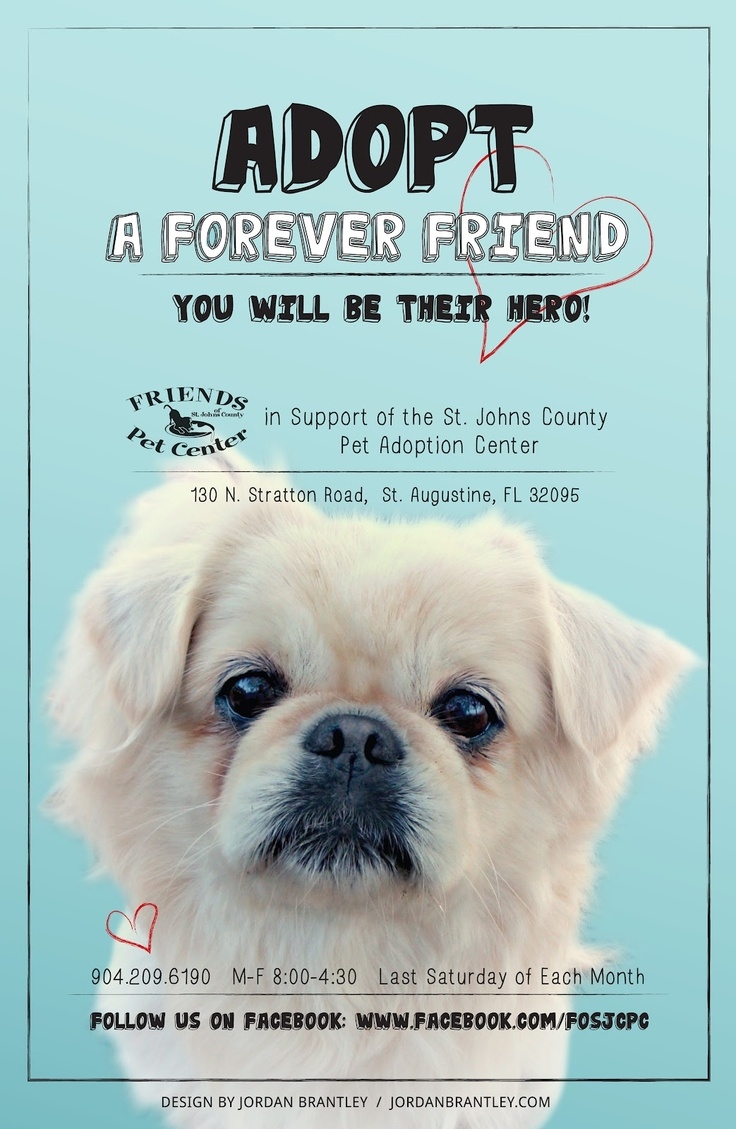 ADOPT
A FOREVER FRIEND
YOU WILL BE THEIR HERO!
FRIENDS
of
St. Johns County
Pet Center
in Support of the St. Johns County
Pet Adoption Center
130 N. Stratton Road, St. Augustine, FL 32095
904.209.6190 M-F 8:00-4:30 Last Saturday of Each Month
FOLLOW US ON FACEBOOK: WWW.FACEBOOK.COM/FOSJCPC
DESIGN BY JORDAN BRANTLEY / JORDANBRANTLEY.COM